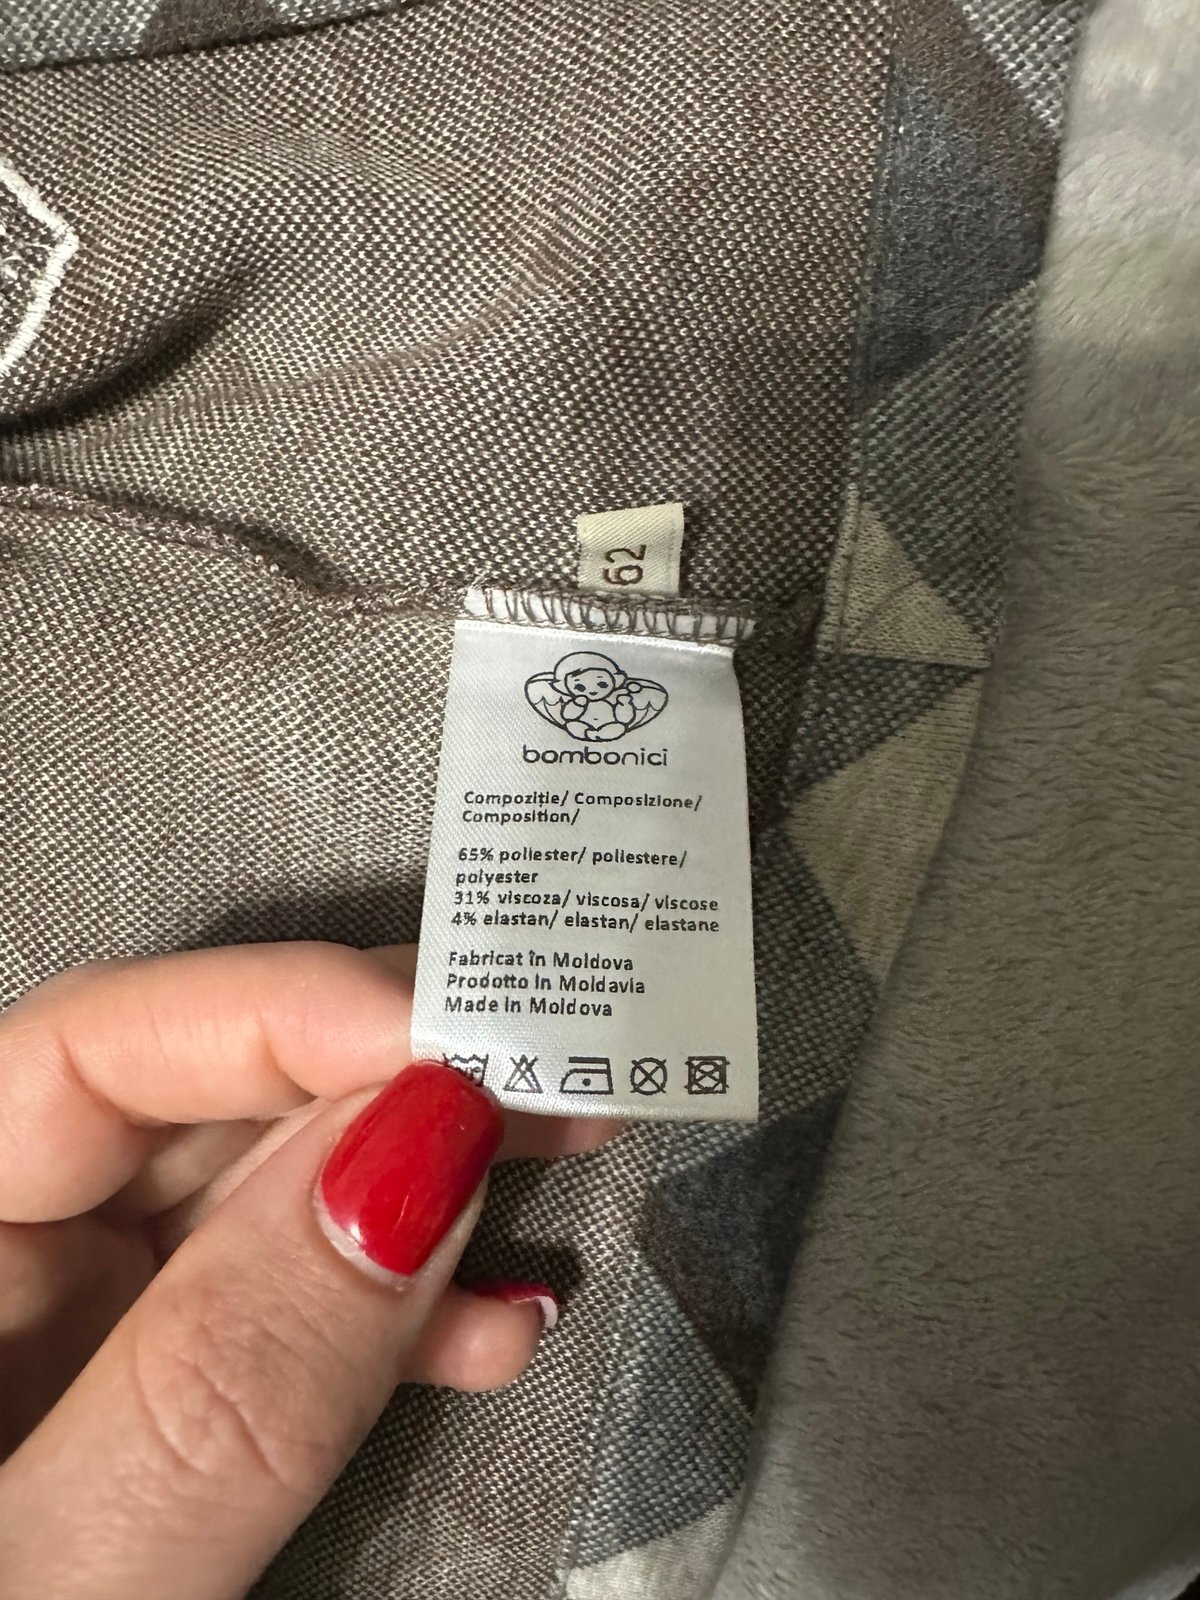 62
bombonici
Compoziție/ Composizione/
Composition/
65% poliester/ poliestere/
polyester
31% viscoza/ viscosa/ viscose
4% elastan/ elastan/ elastane
Fabricat în Moldova
Prodotto in Moldavia
Made in Moldova